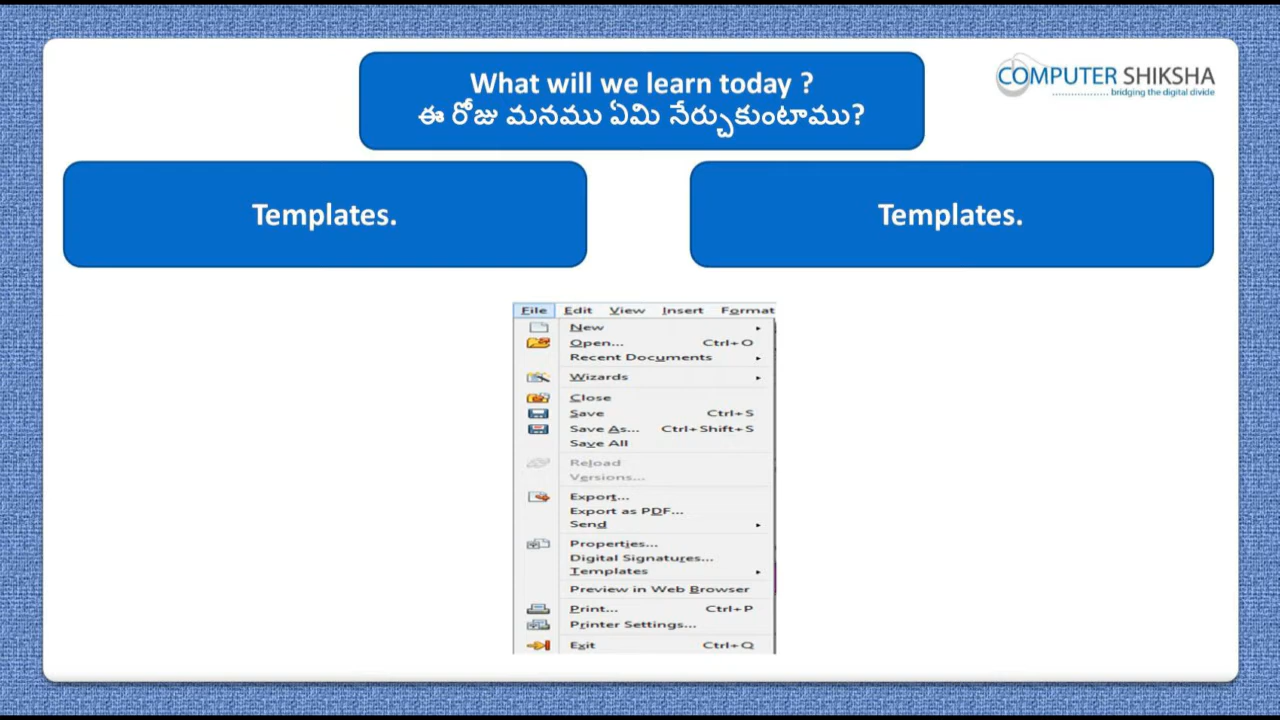 What will we learn today ?
ఈ రోజు మనము ఏమి నేర్చుకుంటాము?
COMPUTER SHIKSHA
bridging the digital divide
Templates.
Templates.
File Edit View Insert Format
New
Open... Ctrl+O
Recent Documents
Wizards
Close
Save Ctrl+S
Save As... Ctrl+Shift+S
Save All
Reload
Versions...
Export...
Export as PDF...
Send
Properties...
Digital Signatures...
Templates
Preview in Web Browser
Print... Ctrl+P
Printer Settings...
Exit Ctrl+Q